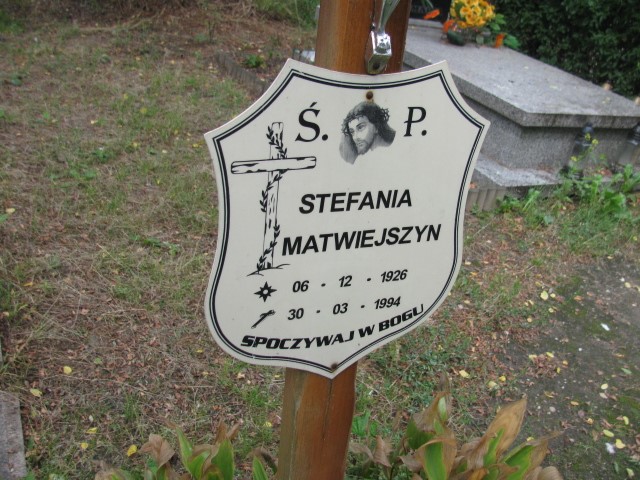 Ś. P.
STEFANIA
MATWIEJSZYN
06 - 12 - 1926
30 - 03 - 1994
SPOCZYWAJ W BOGU